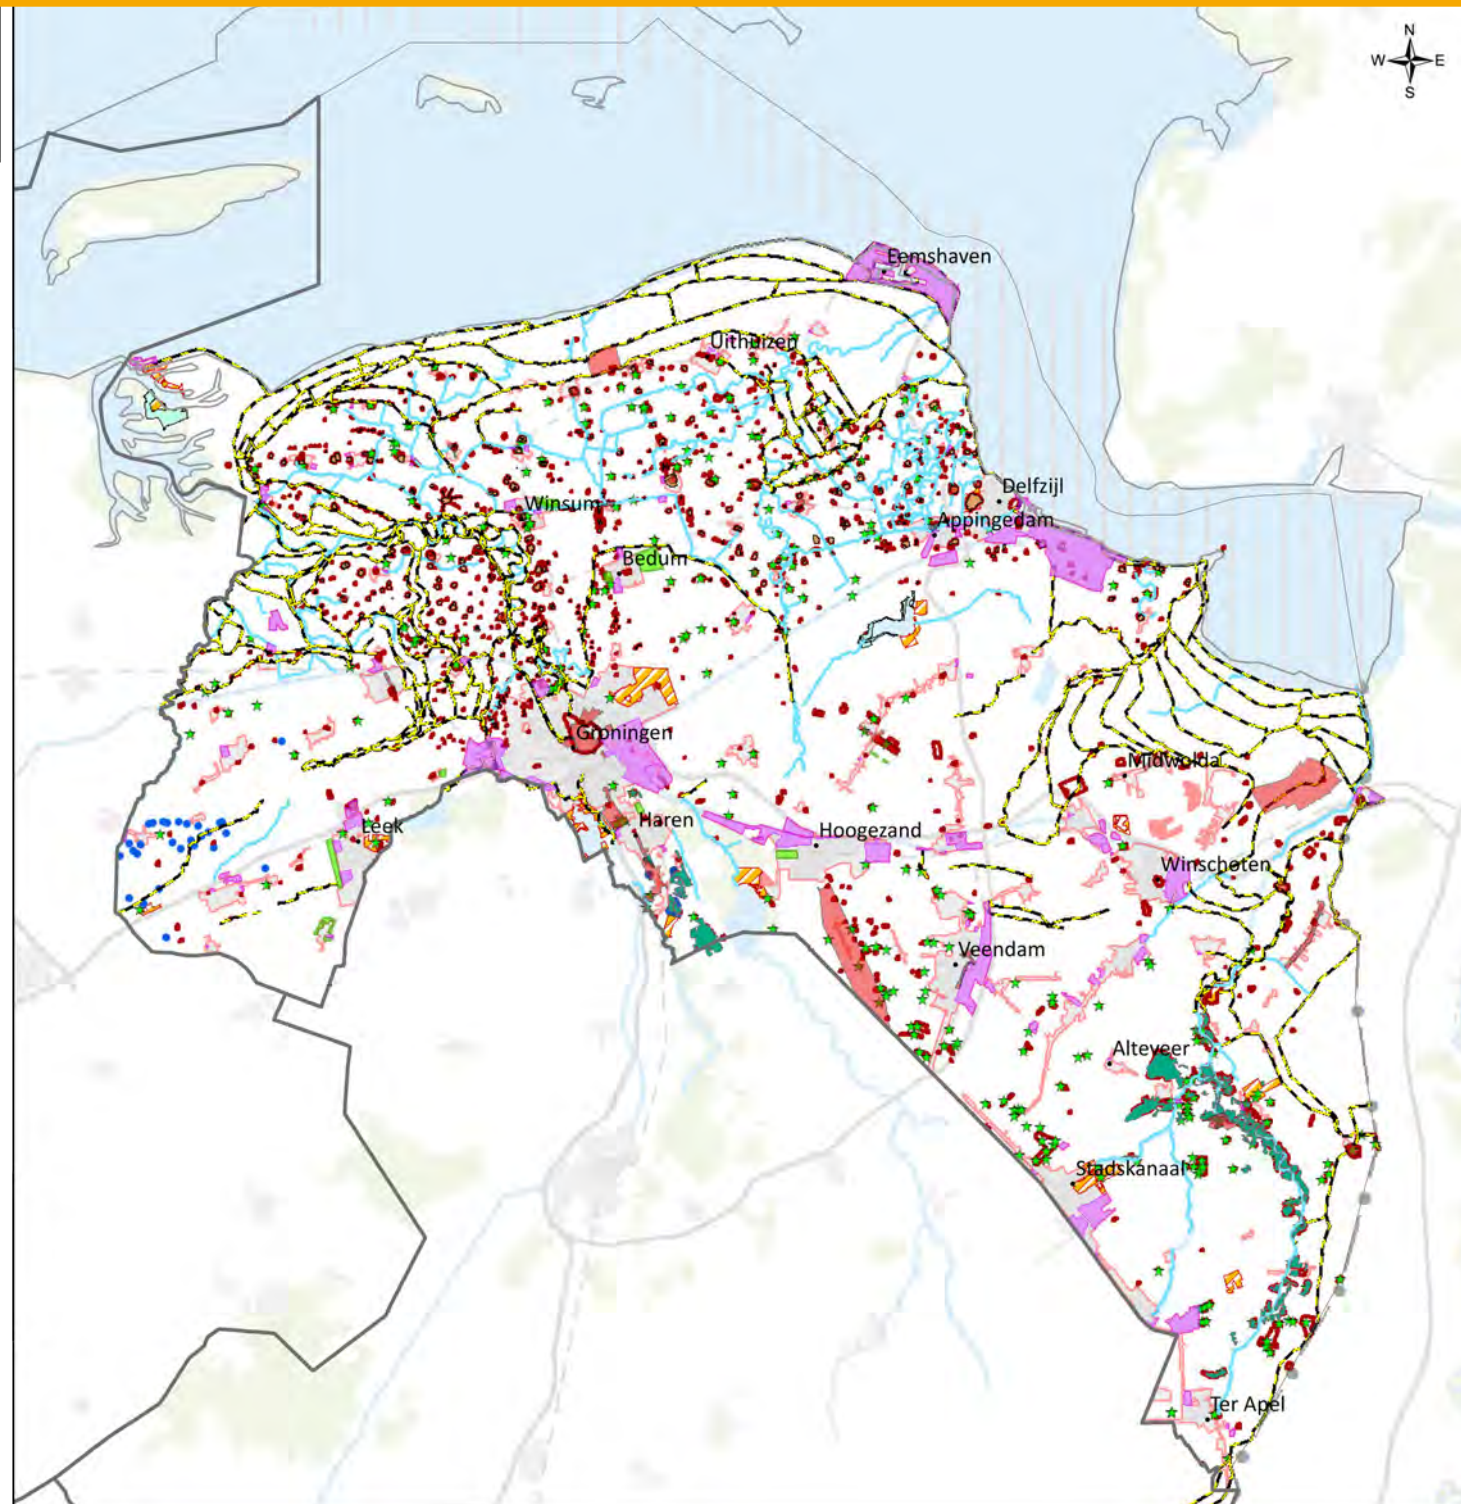 N
W E
S
Eemshaven
Uithuizen
Delfzijl
Winsum
Appingedam
Bedum
Groningen
Midwolda
Leek
Haren
Hoogezand
Winschoten
Veendam
Alteveer
Stadskanaal
Ter Apel